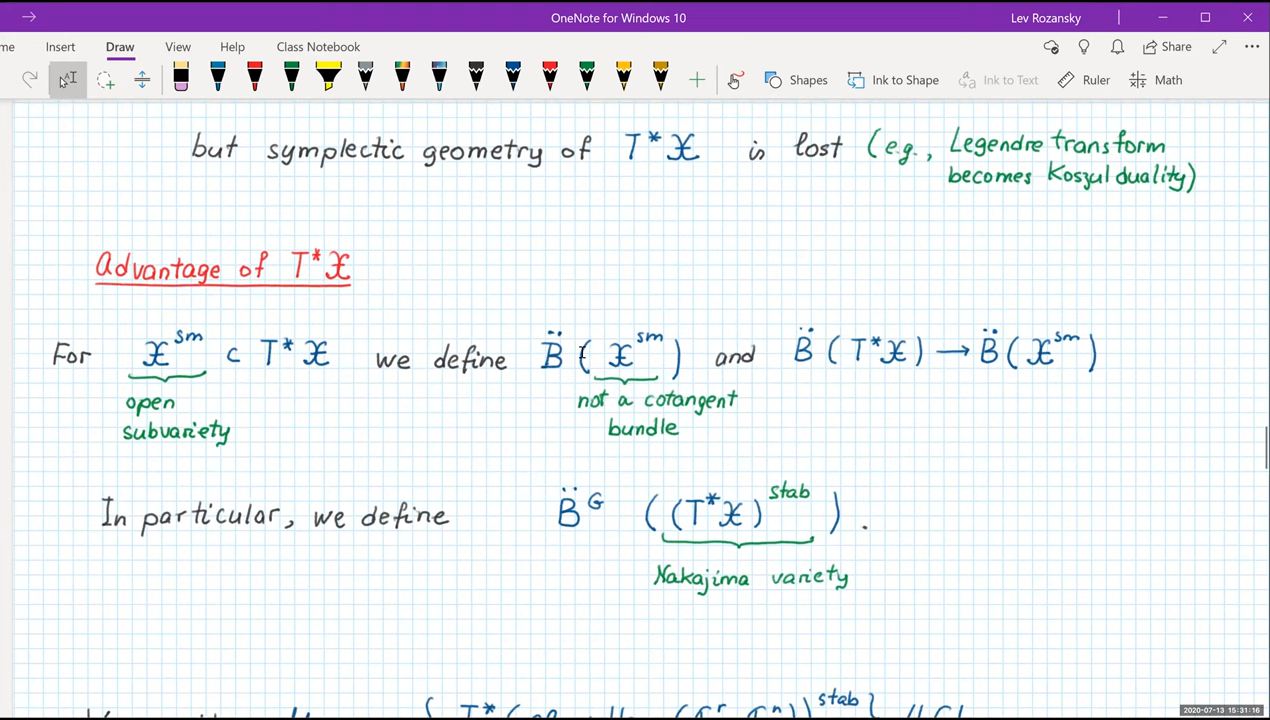 OneNote for Windows 10
Lev Rozansky
Insert Draw View Help Class Notebook
Share
Shapes Ink to Shape Ink to Text Ruler Math
but symplectic geometry of T*𝒳 is lost (e.g., Legendre transform
becomes Koszul duality)
Advantage of T*𝒳
For 𝒳^sm ⊂ T*𝒳 we define B̈(𝒳^sm) and B̈(T*𝒳) → B̈(𝒳^sm)
open
subvariety
not a cotangent
bundle
In particular, we define B̈^G ((T*𝒳)^stab).
Nakajima variety
2020-07-13 15:31:16